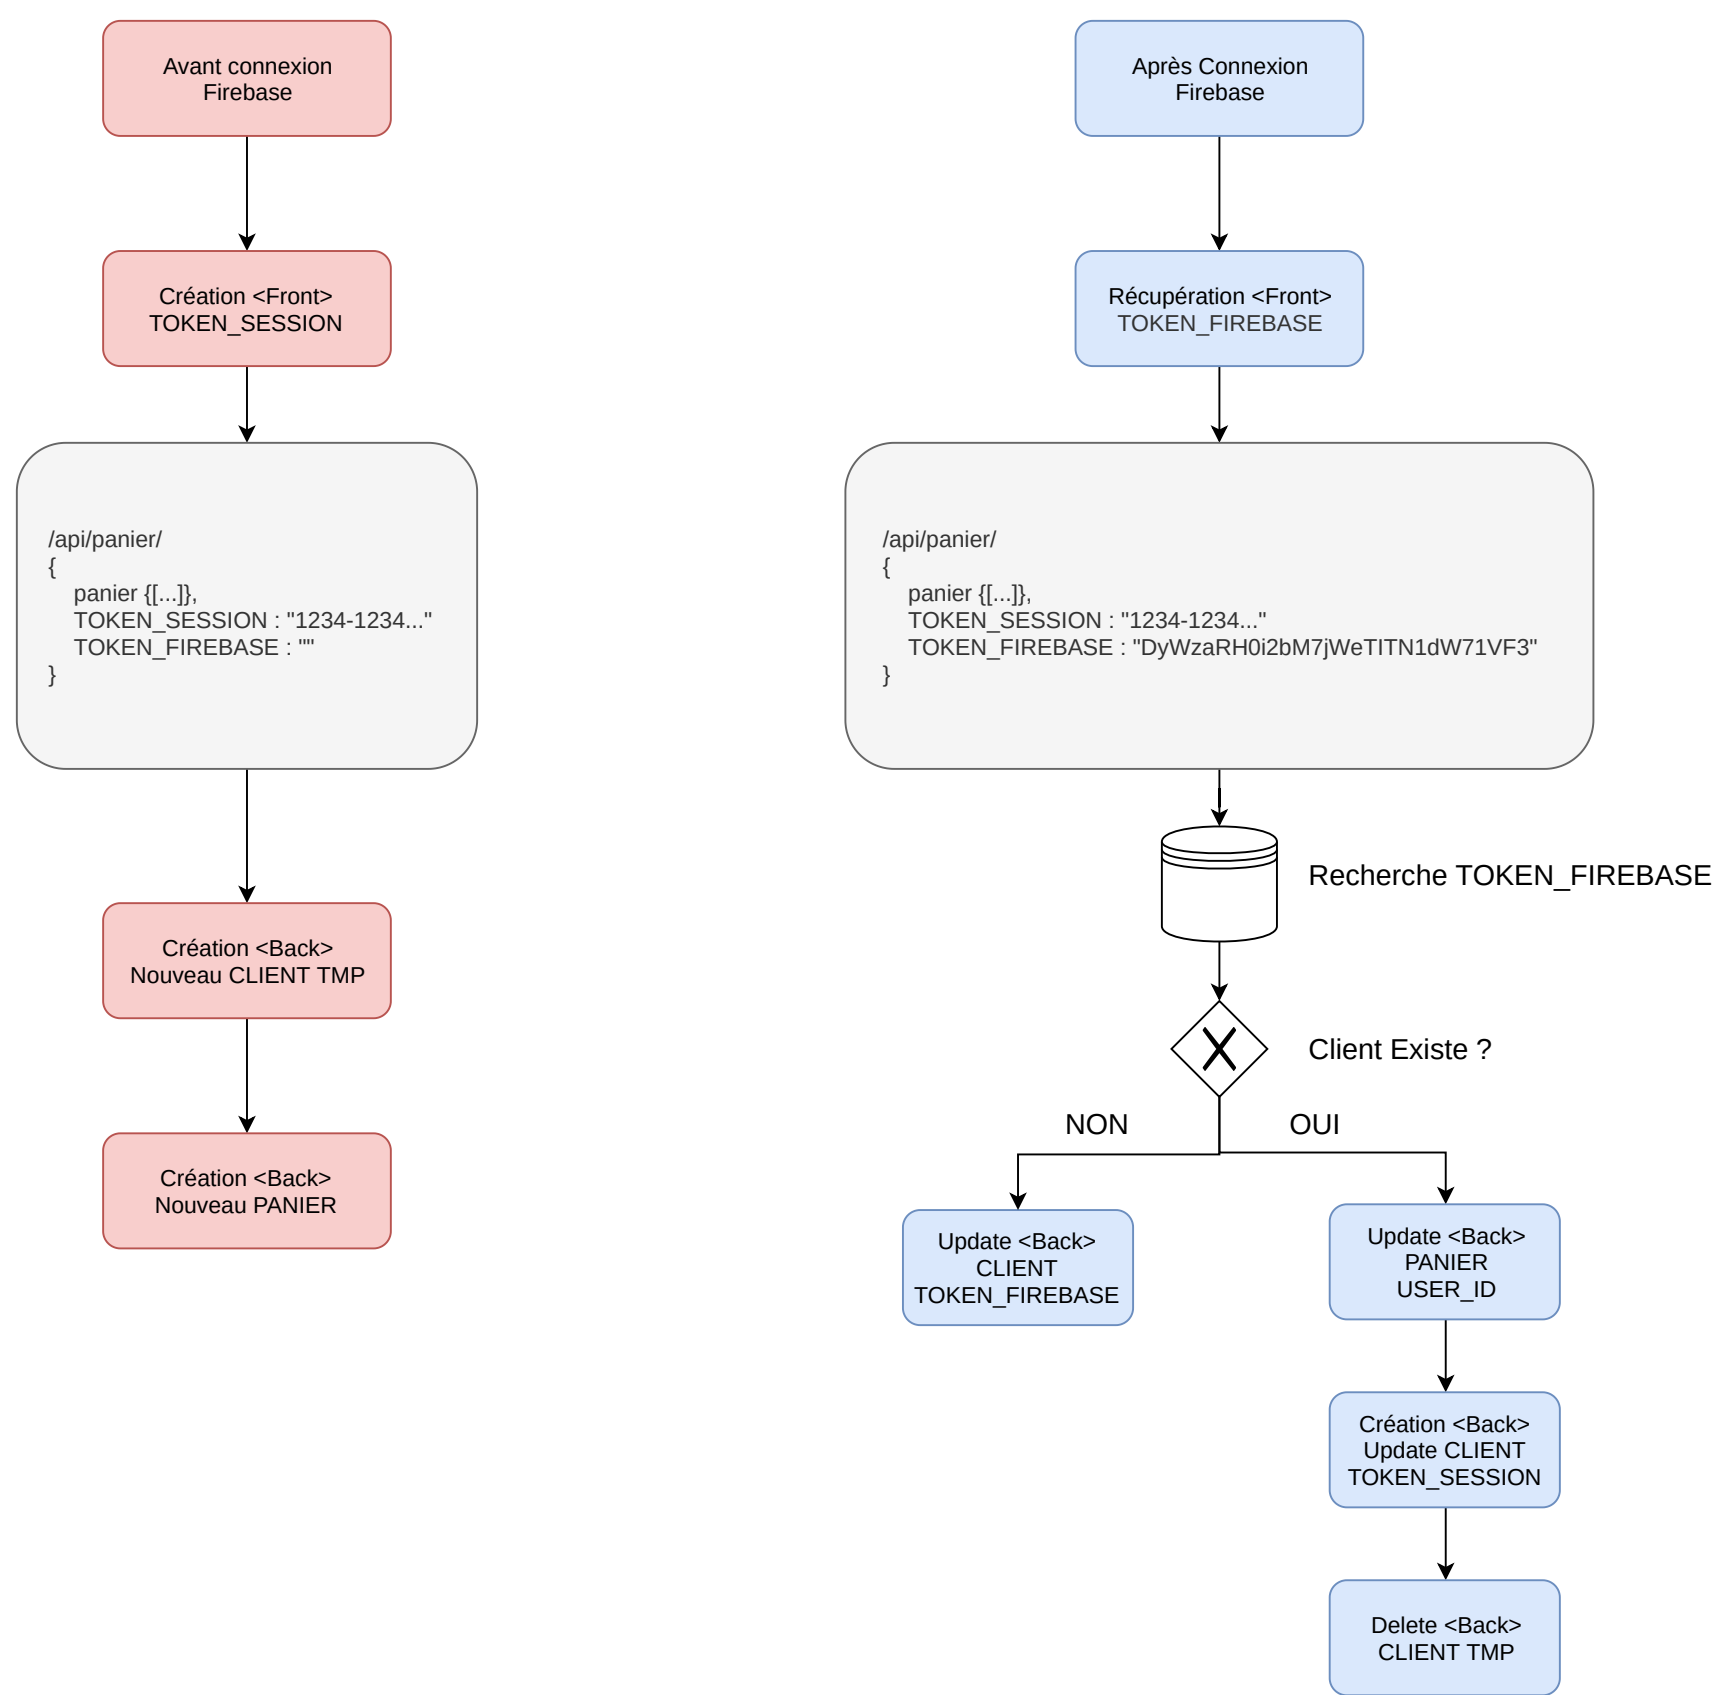 Avant connexion
Firebase
Création <Front>
TOKEN_SESSION
/api/panier/
{
panier {[...]},
TOKEN_SESSION : "1234-1234..."
TOKEN_FIREBASE : ""
}
Création <Back>
Nouveau CLIENT TMP
Création <Back>
Nouveau PANIER
Après Connexion
Firebase
Récupération <Front>
TOKEN_FIREBASE
/api/panier/
{
panier {[...]},
TOKEN_SESSION : "1234-1234..."
TOKEN_FIREBASE : "DyWzaRH0i2bM7jWeTITN1dW71VF3"
}
Recherche TOKEN_FIREBASE
Client Existe ?
NON
OUI
Update <Back>
CLIENT
TOKEN_FIREBASE
Update <Back>
PANIER
USER_ID
Création <Back>
Update CLIENT
TOKEN_SESSION
Delete <Back>
CLIENT TMP